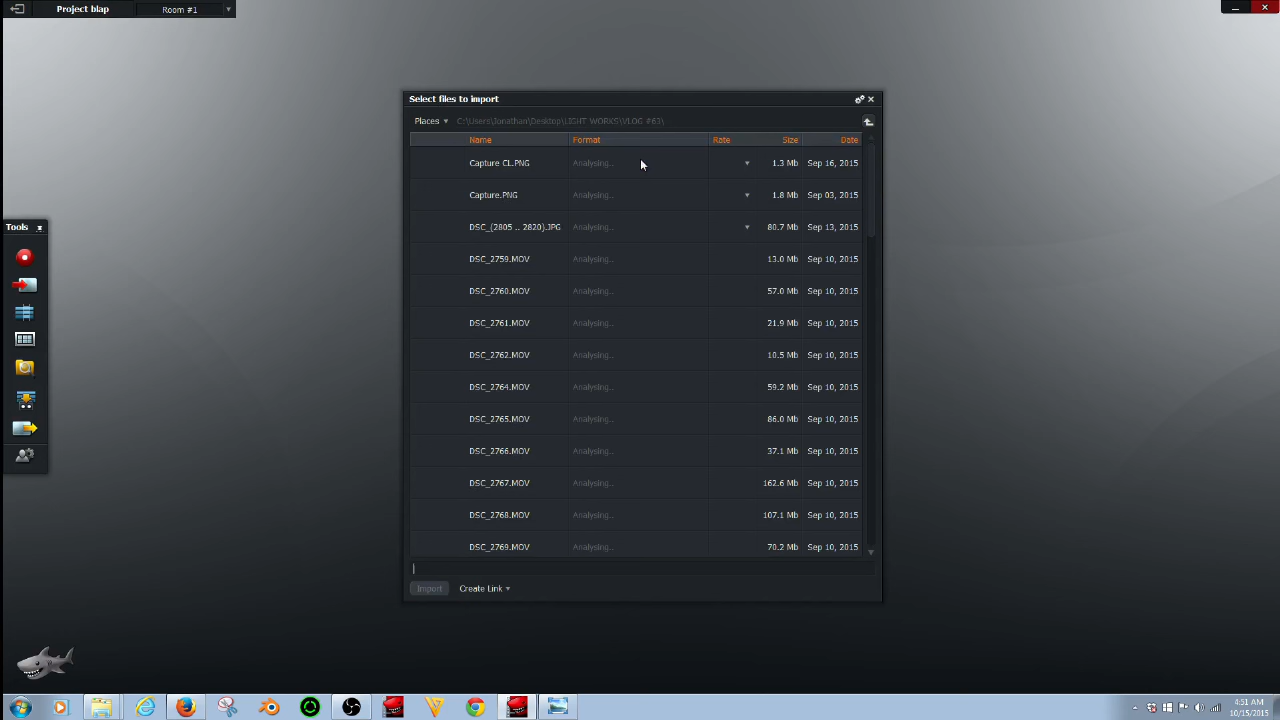 Project blap Room #1
Select files to import
Places C:\Users\Jonathan\Desktop\LIGHT WORKS\VLOG #63\
Name Format Rate Size Date
Capture CL.PNG Analysing... 1.3 Mb Sep 16, 2015
Capture.PNG Analysing... 1.8 Mb Sep 03, 2015
DSC_(2805 .. 2820).JPG Analysing... 80.7 Mb Sep 13, 2015
DSC_2759.MOV Analysing... 13.0 Mb Sep 10, 2015
DSC_2760.MOV Analysing... 57.0 Mb Sep 10, 2015
Tools
DSC_2761.MOV Analysing... 21.9 Mb Sep 10, 2015
DSC_2762.MOV Analysing... 10.5 Mb Sep 10, 2015
DSC_2764.MOV Analysing... 59.2 Mb Sep 10, 2015
DSC_2765.MOV Analysing... 86.0 Mb Sep 10, 2015
DSC_2766.MOV Analysing... 37.1 Mb Sep 10, 2015
DSC_2767.MOV Analysing... 162.6 Mb Sep 10, 2015
DSC_2768.MOV Analysing... 107.1 Mb Sep 10, 2015
DSC_2769.MOV Analysing... 70.2 Mb Sep 10, 2015
Import Create Link
4:51 AM
10/15/2015